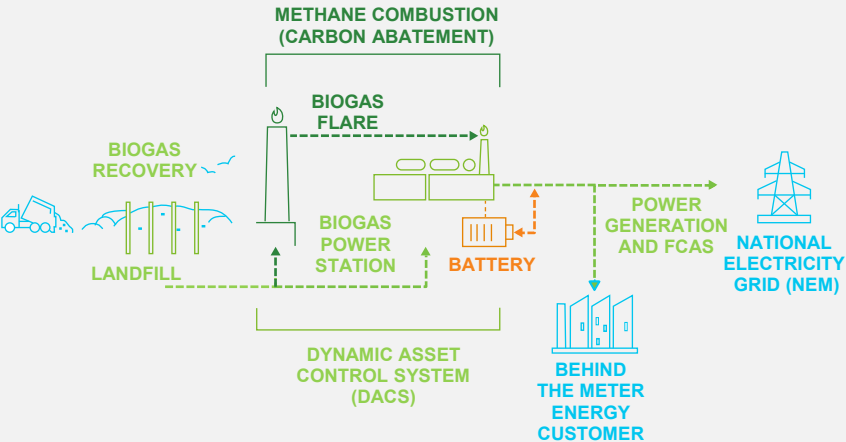 METHANE COMBUSTION
(CARBON ABATEMENT)
BIOGAS
FLARE
BIOGAS
RECOVERY
LANDFILL
BIOGAS
POWER
STATION
BATTERY
POWER
GENERATION
AND FCAS
NATIONAL
ELECTRICITY
GRID (NEM)
DYNAMIC ASSET
CONTROL SYSTEM
(DACS)
BEHIND
THE METER
ENERGY
CUSTOMER